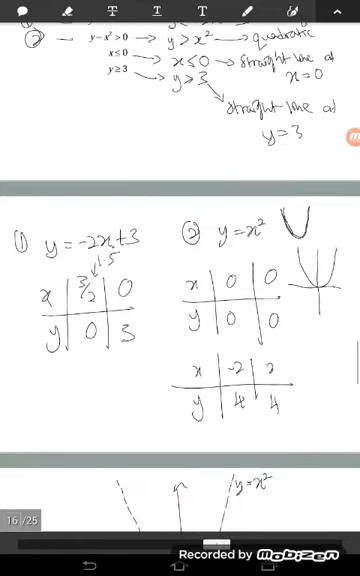 ② y − x² > 0 → y > x² → quadratic
x ≤ 0 → x ≤ 0 → straight line at
x = 0
y ≥ 3 → y ≥ 3
straight line at
y = 3
① y = -2x + 3
1.5
x 3/2 0
y 0 3
② y = x²
x 0 0
y 0 0
x -2 2
y 4 4
y = x²
16 /25
RECORDED BY mobizen